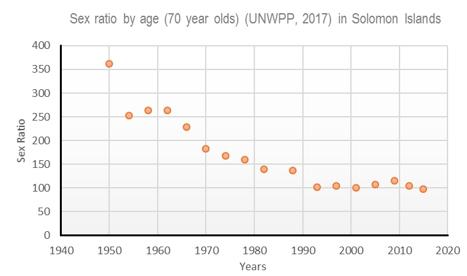 Sex ratio by age (70 year olds) (UNWPP, 2017) in Solomon Islands
400
350
300
250
200
150
100
50
0
Sex Ratio
1940 1950 1960 1970 1980 1990 2000 2010 2020
Years